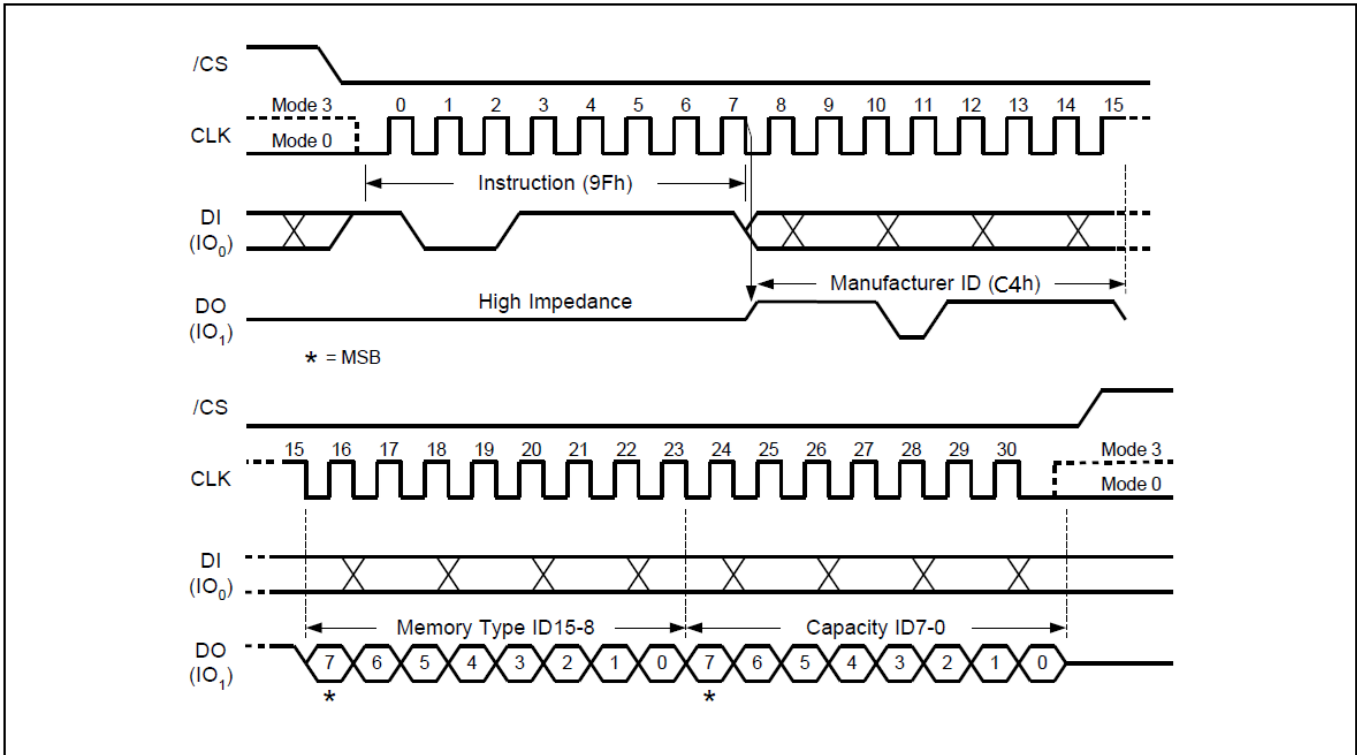 /CS
Mode 3 0 1 2 3 4 5 6 7 8 9 10 11 12 13 14 15
CLK
Mode 0
Instruction (9Fh)
DI
(IO₀)
Manufacturer ID (C4h)
High Impedance
DO
(IO₁)
* = MSB
/CS
15 16 17 18 19 20 21 22 23 24 25 26 27 28 29 30 Mode 3
CLK
Mode 0
DI
(IO₀)
Memory Type ID15-8 Capacity ID7-0
DO
(IO₁)
7 6 5 4 3 2 1 0 7 6 5 4 3 2 1 0
* *